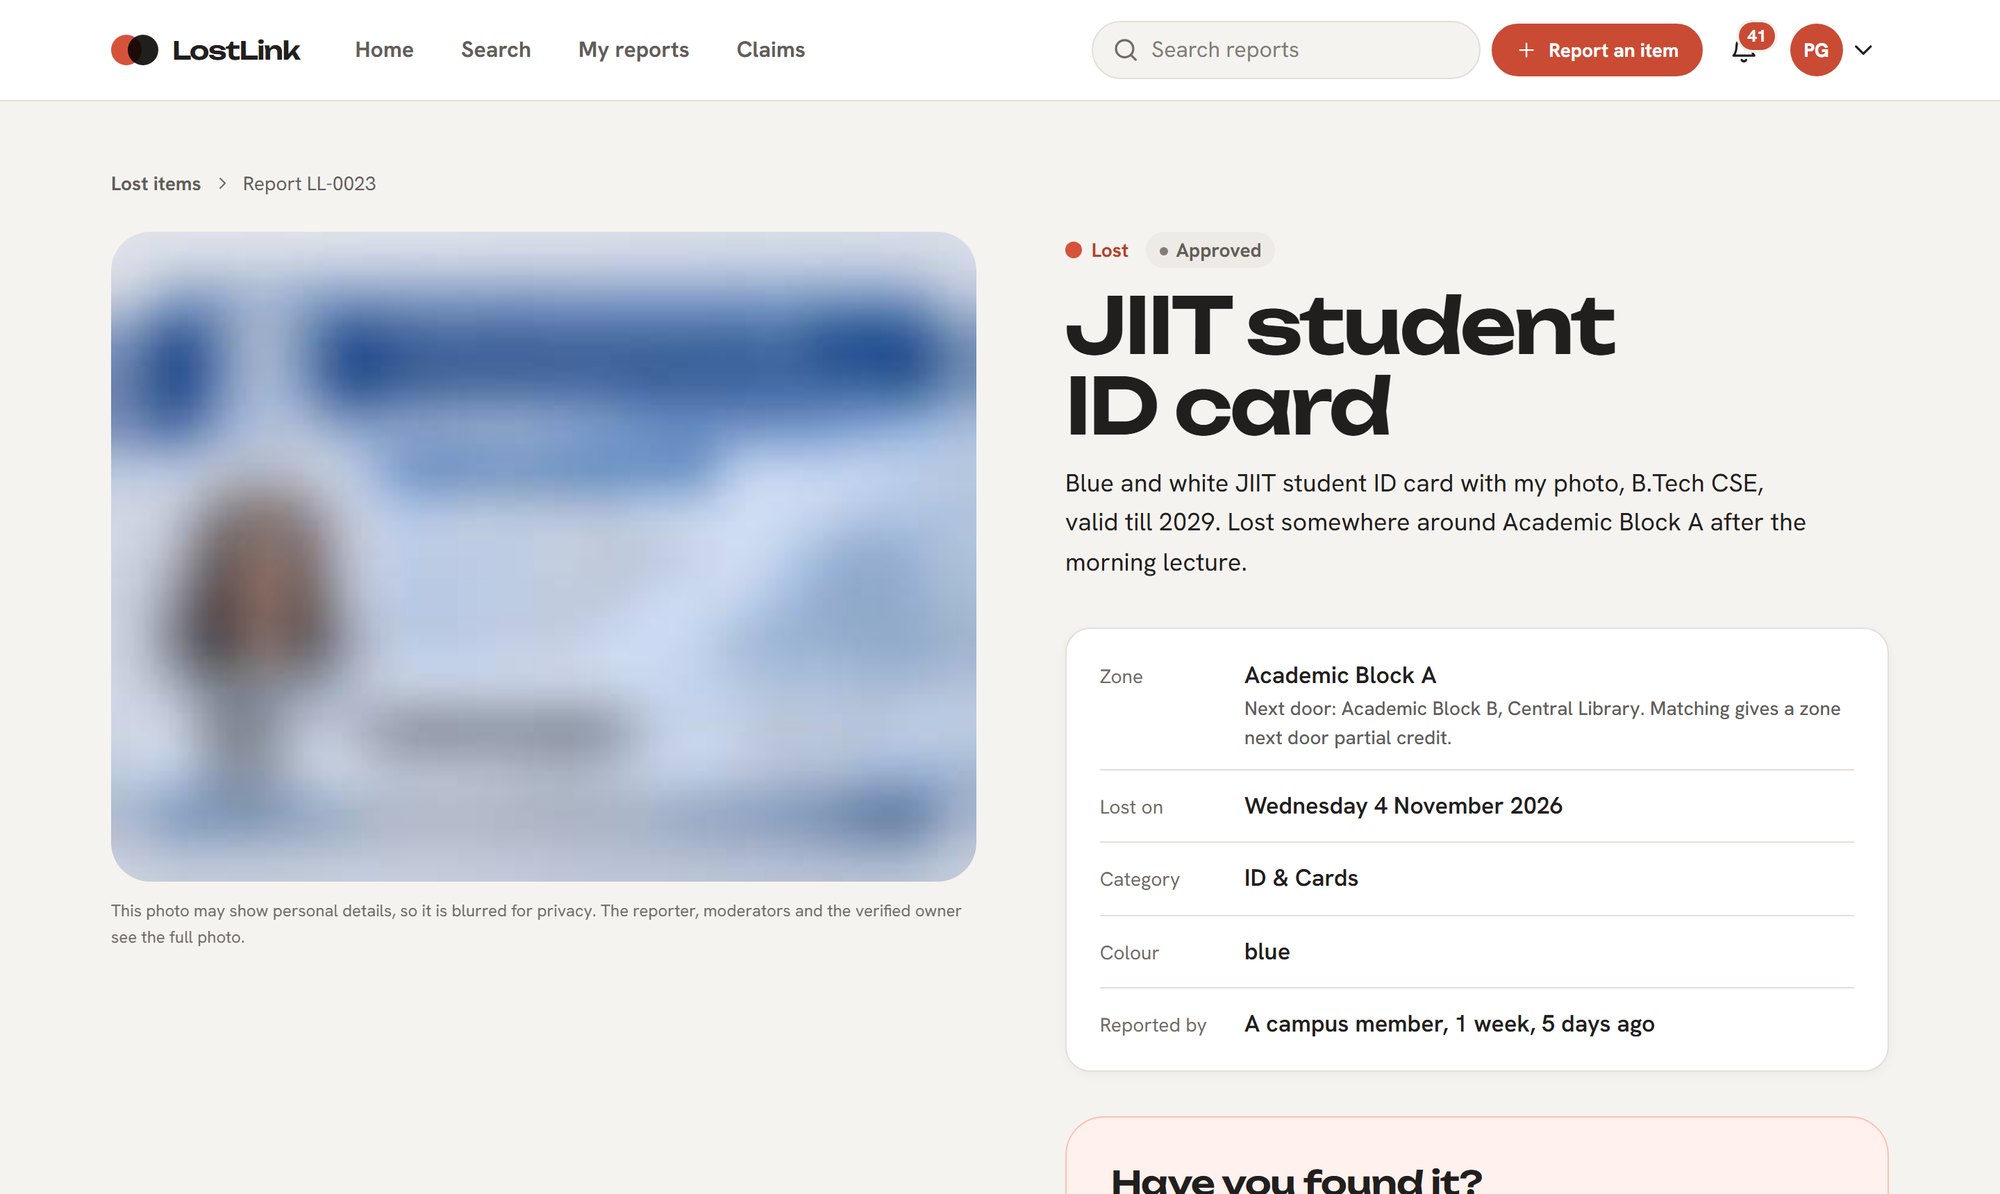 LostLink
Home
Search
My reports
Claims
Search reports
Report an item
41
PG
Lost items
Report LL-0023
Lost
Approved
JIIT student
ID card
Blue and white JIIT student ID card with my photo, B.Tech CSE,
valid till 2029. Lost somewhere around Academic Block A after the
morning lecture.
Zone
Academic Block A
Next door: Academic Block B, Central Library. Matching gives a zone
next door partial credit.
Lost on
Wednesday 4 November 2026
Category
ID & Cards
Colour
blue
Reported by
A campus member, 1 week, 5 days ago
This photo may show personal details, so it is blurred for privacy. The reporter, moderators and the verified owner
see the full photo.
Have you found it?